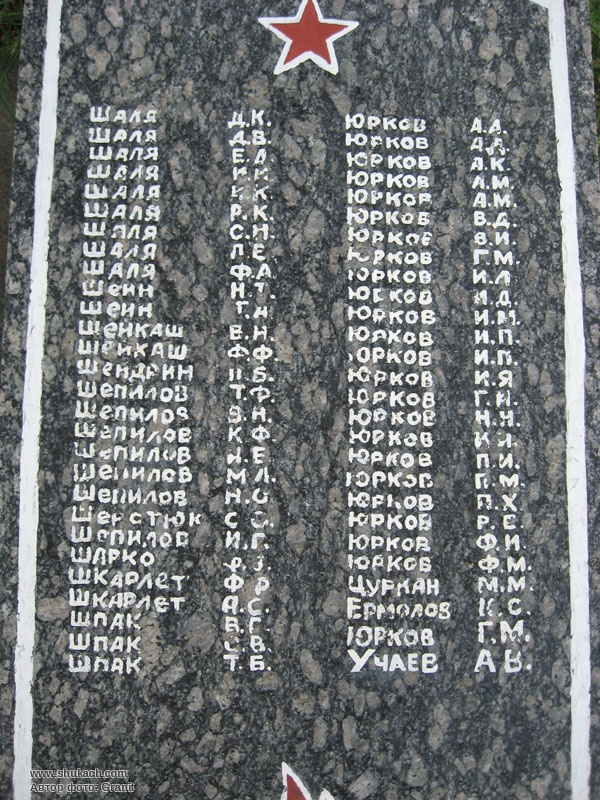 ШАЛЯ Д.К.
ШАЛЯ Д.В.
ШАЛЯ Е.А.
ШАЛЯ И.К.
ШАЛЯ И.К.
ШАЛЯ Р.К.
ШАЛЯ С.Н.
ШАЛЯ П.Е.
ШАЛЯ Ф.А.
ШЕИН Н.Т.
ШЕИН Т.Н.
ШЕЙКАШ Е.Н.
ШЕЙКАШ Ф.Ф.
ШЕНДРИН П.Б.
ШЕПИЛОВ Т.Ф.
ШЕПИЛОВ В.Н.
ШЕПИЛОВ К.Ф.
ШЕПИЛОВ Е
ШЕПИЛОВ М.Л.
ШЕПИЛОВ Н.С.
ШЕРСТЮК С
ШЕПИЛОВ И.Г.
ШАРКО
ШКАРЛЕТ Ф.Р
ШКАРЛЕТ А.С.
ШПАК В.Г.
ШПАК С.В.
ШПАК Т.Б.
ЮРКОВ А.А.
ЮРКОВ А.Д.
ЮРКОВ А.К.
ЮРКОВ А.М.
ЮРКОВ А.М.
ЮРКОВ В.Д.
ЮРКОВ В.И.
ЮРКОВ Г.М.
ЮРКОВ И.Л
ЮРКОВ И.Д.
ЮРКОВ И.М.
ЮРКОВ И.П.
ЮРКОВ И.П.
ЮРКОВ И.Я
ЮРКОВ Г.Н.
ЮРКОВ Н.Н.
ЮРКОВ И.Я.
ЮРКОВ П.И.
ЮРКОВ П.М.
ЮРКОВ П.Х
ЮРКОВ Р.Е.
ЮРКОВ Ф.И
ЮРКОВ Ф.М.
ЦУРКАН М.М.
ЕРМОЛОВ К.С.
ЮРКОВ Г.М.
УЧАЕВ А.В.
www.shukach.com
Автор фото: Granit